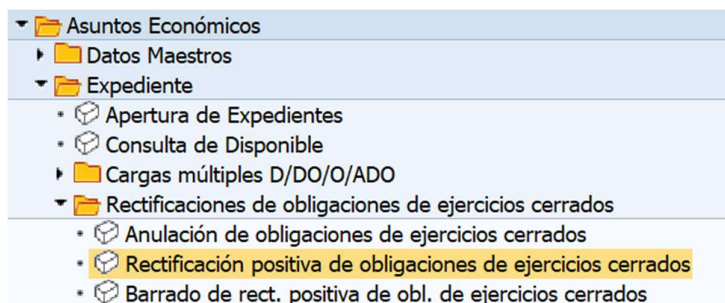 Asuntos Económicos
Datos Maestros
Expediente
Apertura de Expedientes
Consulta de Disponible
Cargas múltiples D/DO/O/ADO
Rectificaciones de obligaciones de ejercicios cerrados
Anulación de obligaciones de ejercicios cerrados
Rectificación positiva de obligaciones de ejercicios cerrados
Barrado de rect. positiva de obl. de ejercicios cerrados